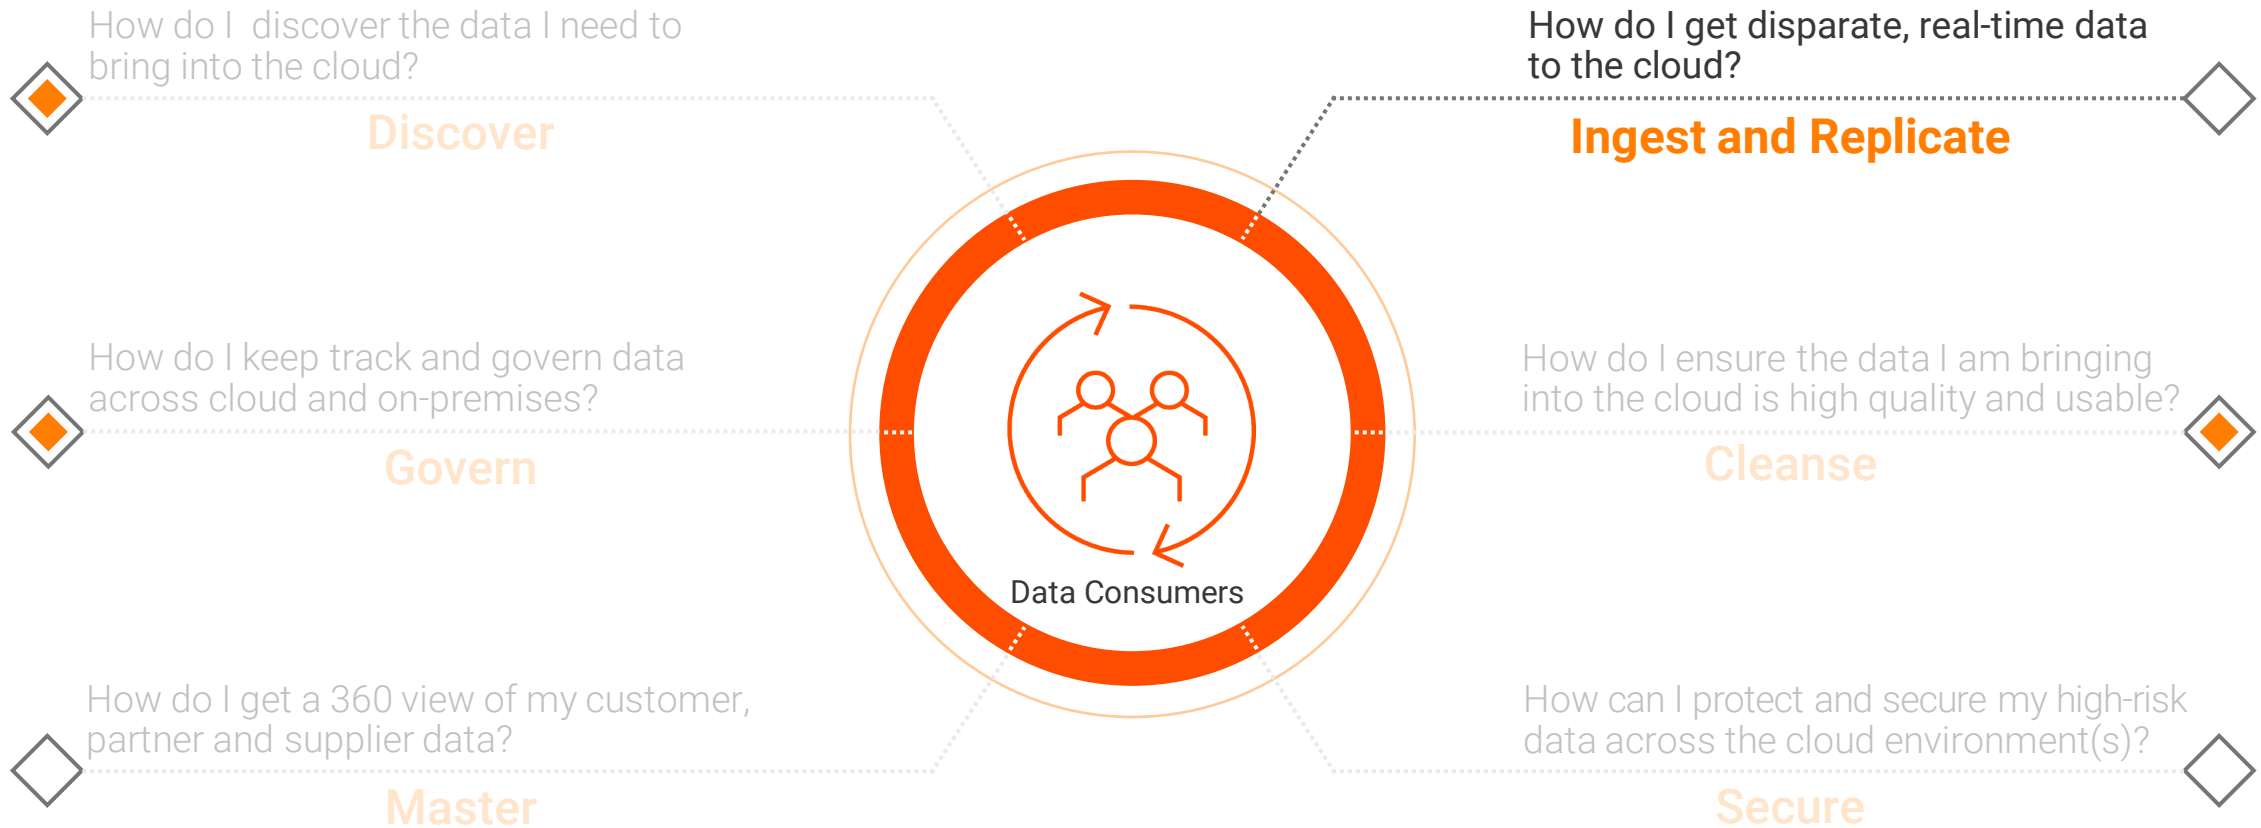 How do I discover the data I need to
bring into the cloud?
Discover
How do I get disparate, real-time data
to the cloud?
Ingest and Replicate
How do I keep track and govern data
across cloud and on-premises?
Govern
How do I ensure the data I am bringing
into the cloud is high quality and usable?
Cleanse
Data Consumers
How do I get a 360 view of my customer,
partner and supplier data?
Master
How can I protect and secure my high-risk
data across the cloud environment(s)?
Secure